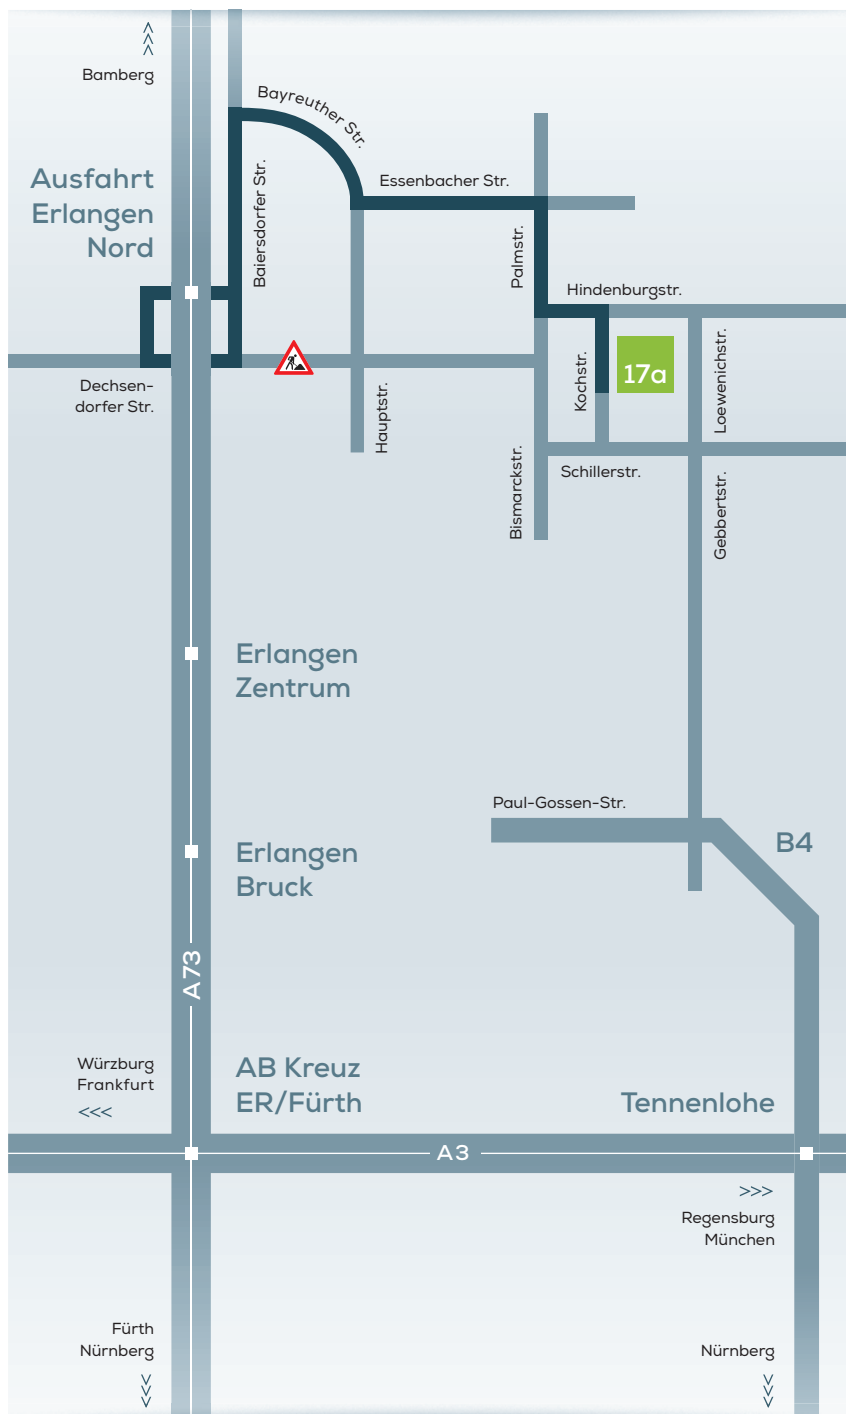 Bamberg
Bayreuther Str.
Ausfahrt
Erlangen
Nord
Baiersdorfer Str.
Essenbacher Str.
Palmstr.
Hindenburgstr.
Dechsen-
dorfer Str.
Hauptstr.
Kochstr.
17a
Loewenichstr.
Bismarckstr.
Schillerstr.
Gebbertstr.
Erlangen
Zentrum
Paul-Gossen-Str.
B4
Erlangen
Bruck
A73
Würzburg
Frankfurt
<<<
AB Kreuz
ER/Fürth
Tennenlohe
A3
>>>
Regensburg
München
Fürth
Nürnberg
Nürnberg